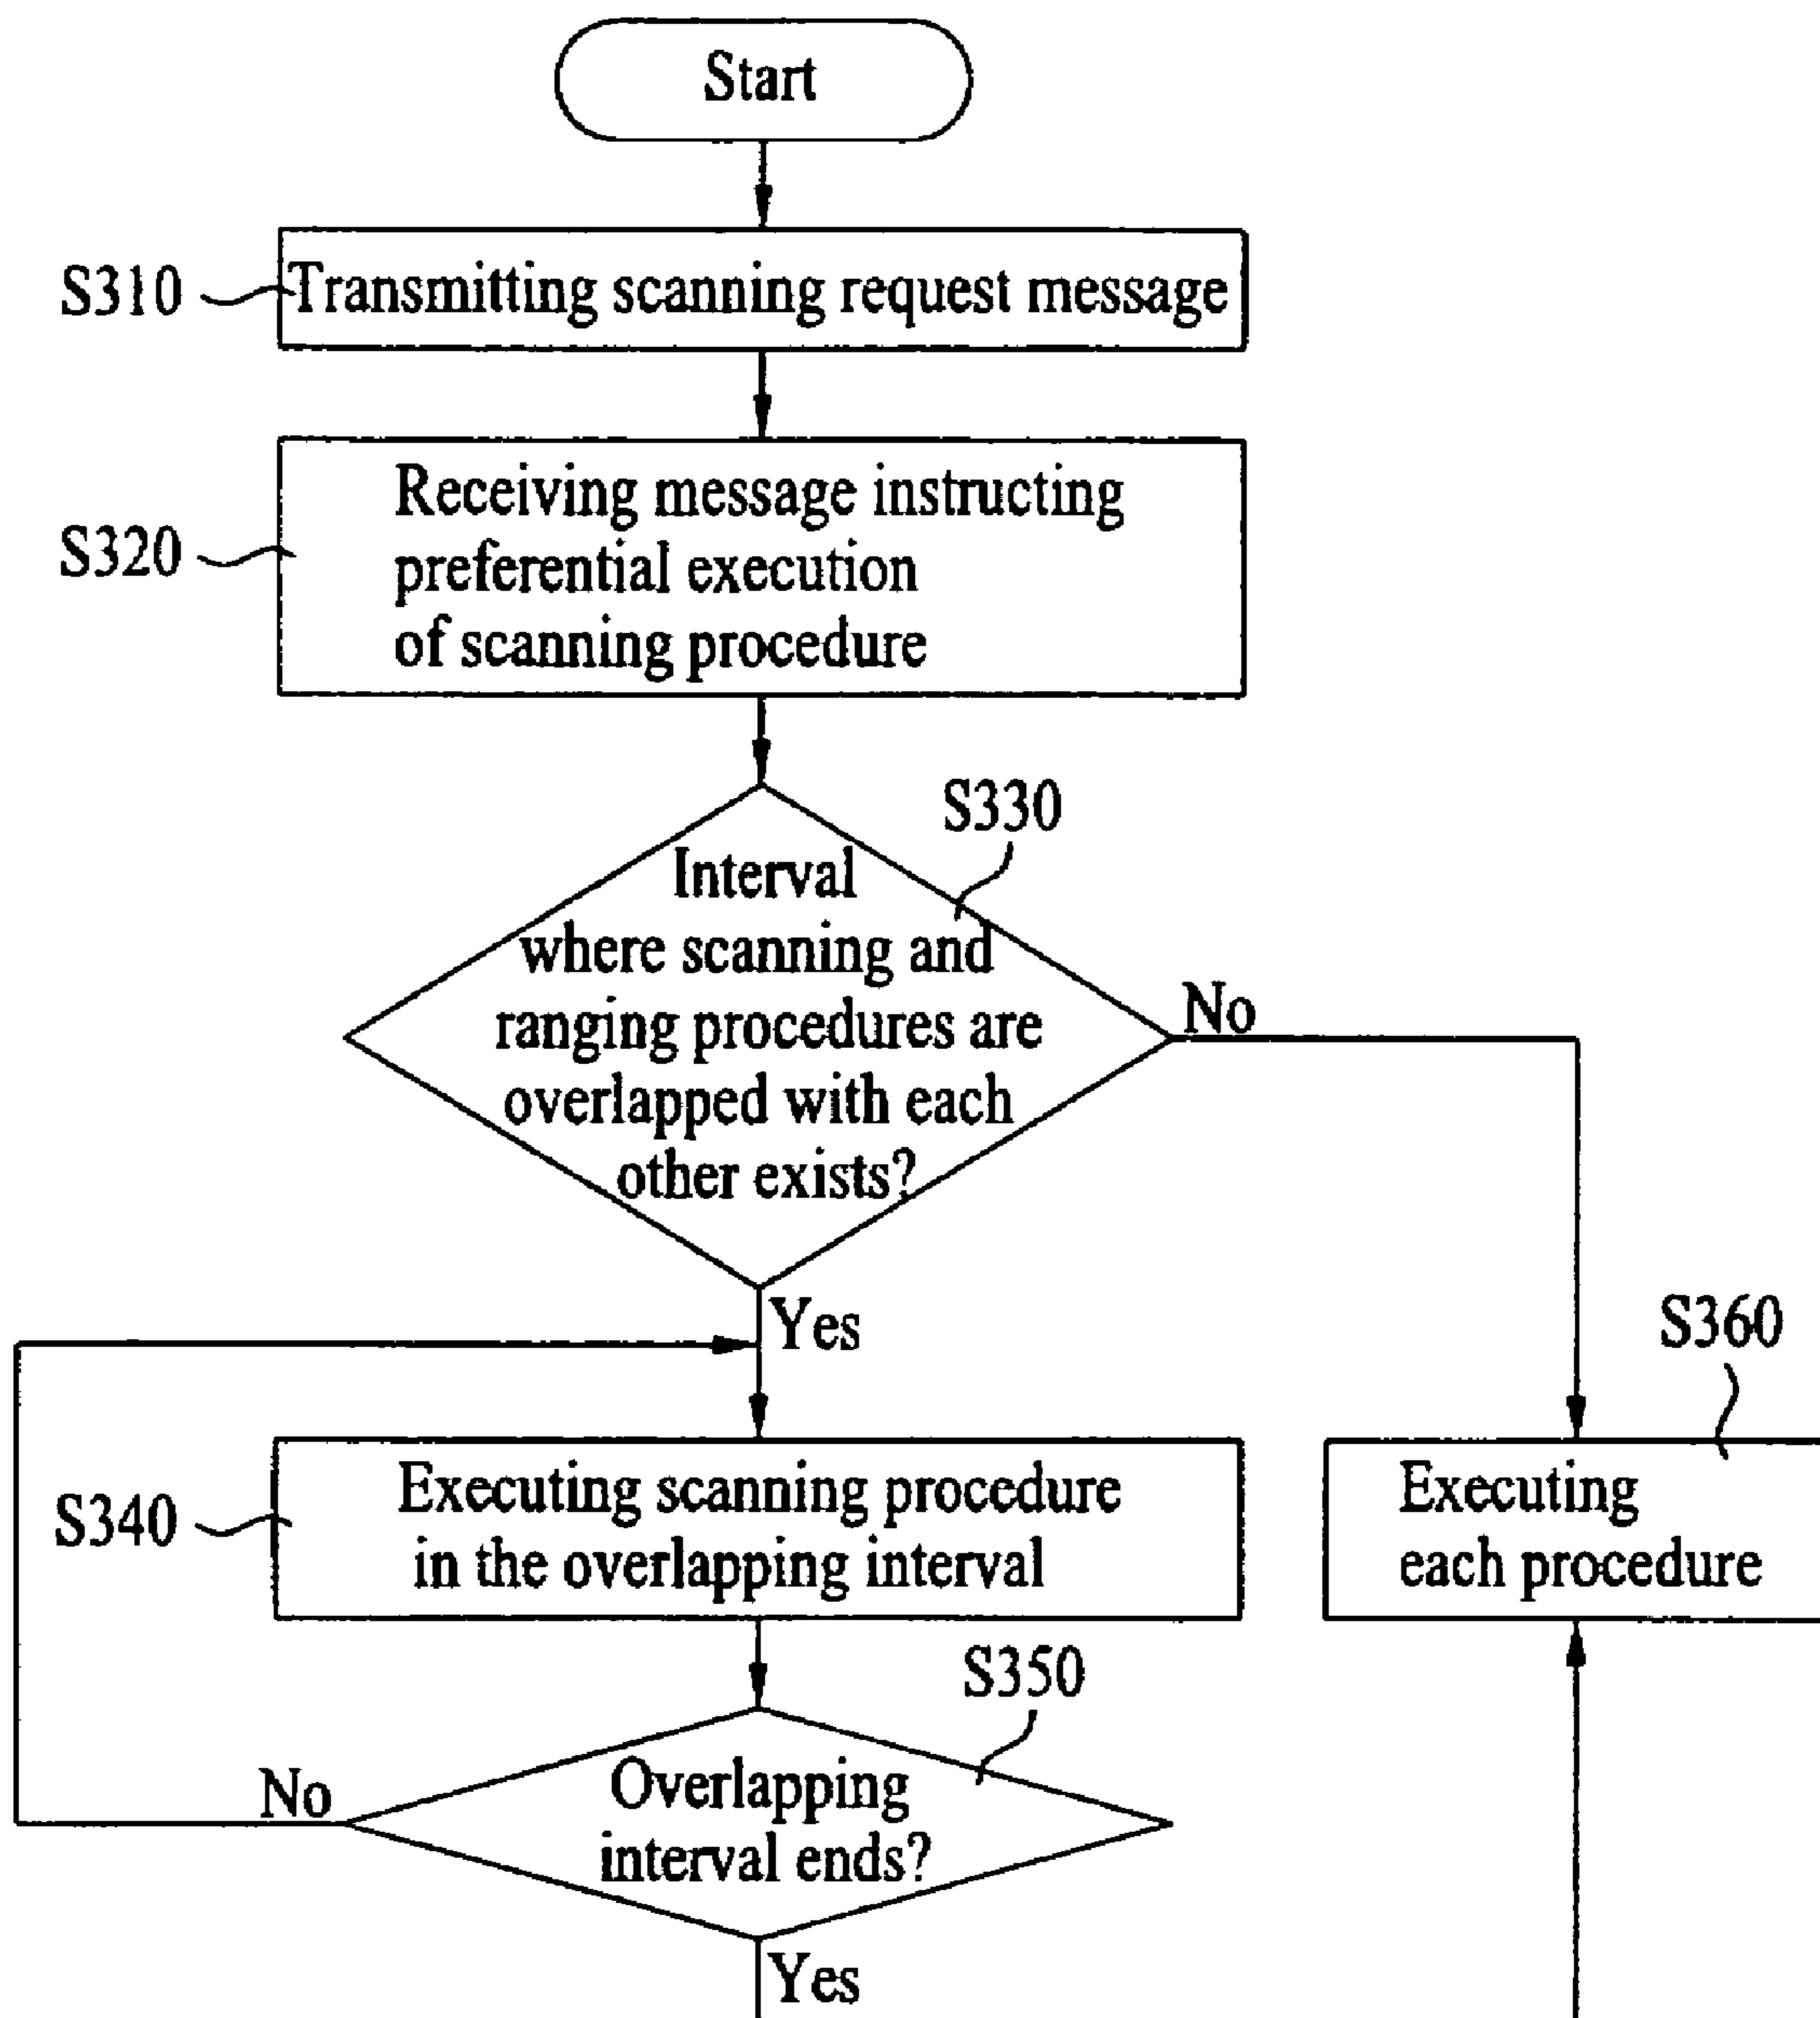 Start
S310
Transmitting scanning request message
S320
Receiving message instructing
preferential execution
of scanning procedure
S330
Interval
where scanning and
ranging procedures are
overlapped with each
other exists?
No
Yes
S360
S340
Executing scanning procedure
in the overlapping interval
Executing
each procedure
S350
Overlapping
interval ends?
No
Yes